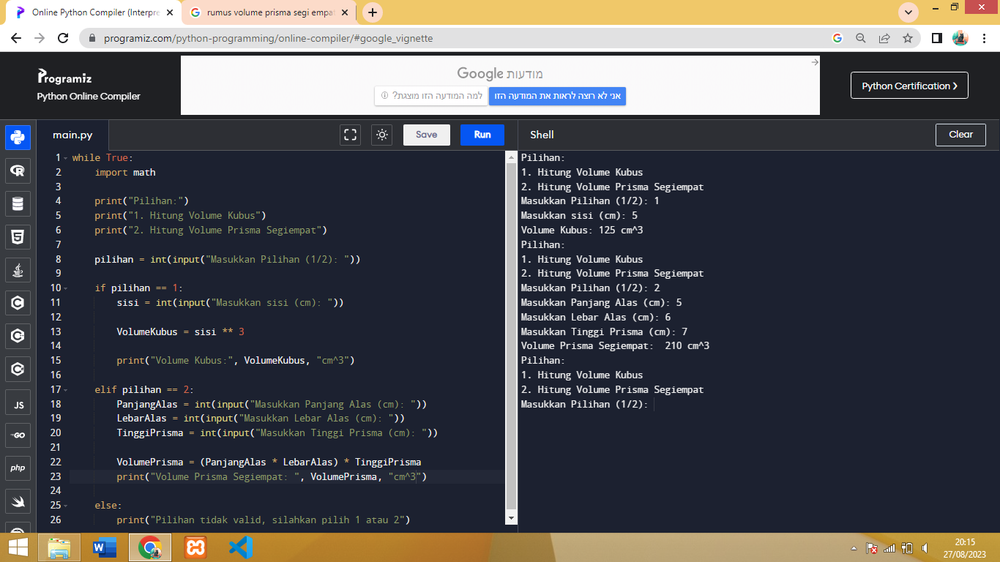 Online Python Compiler (Interpre
rumus volume prisma segi empat
programiz.com/python-programming/online-compiler/#google_vignette
Programiz
Python Online Compiler
מודעות Google
למה המודעה הזו מוצגת?
אני לא רוצה לראות את המודעה הזו
Python Certification
main.py
Save
Run
Shell
Clear
1 while True:
2     import math
3
4     print("Pilihan:")
5     print("1. Hitung Volume Kubus")
6     print("2. Hitung Volume Prisma Segiempat")
7
8     pilihan = int(input("Masukkan Pilihan (1/2): "))
9
10     if pilihan == 1:
11         sisi = int(input("Masukkan sisi (cm): "))
12
13         VolumeKubus = sisi ** 3
14
15         print("Volume Kubus:", VolumeKubus, "cm^3")
16
17     elif pilihan == 2:
18         PanjangAlas = int(input("Masukkan Panjang Alas (cm): "))
19         LebarAlas = int(input("Masukkan Lebar Alas (cm): "))
20         TinggiPrisma = int(input("Masukkan Tinggi Prisma (cm): "))
21
22         VolumePrisma = (PanjangAlas * LebarAlas) * TinggiPrisma
23         print("Volume Prisma Segiempat: ", VolumePrisma, "cm^3")
24
25     else:
26         print("Pilihan tidak valid, silahkan pilih 1 atau 2")
Pilihan:
1. Hitung Volume Kubus
2. Hitung Volume Prisma Segiempat
Masukkan Pilihan (1/2): 1
Masukkan sisi (cm): 5
Volume Kubus: 125 cm^3
Pilihan:
1. Hitung Volume Kubus
2. Hitung Volume Prisma Segiempat
Masukkan Pilihan (1/2): 2
Masukkan Panjang Alas (cm): 5
Masukkan Lebar Alas (cm): 6
Masukkan Tinggi Prisma (cm): 7
Volume Prisma Segiempat:  210 cm^3
Pilihan:
1. Hitung Volume Kubus
2. Hitung Volume Prisma Segiempat
Masukkan Pilihan (1/2):
R
5
C
C
C
JS
GO
php
W
20:15
27/08/2023